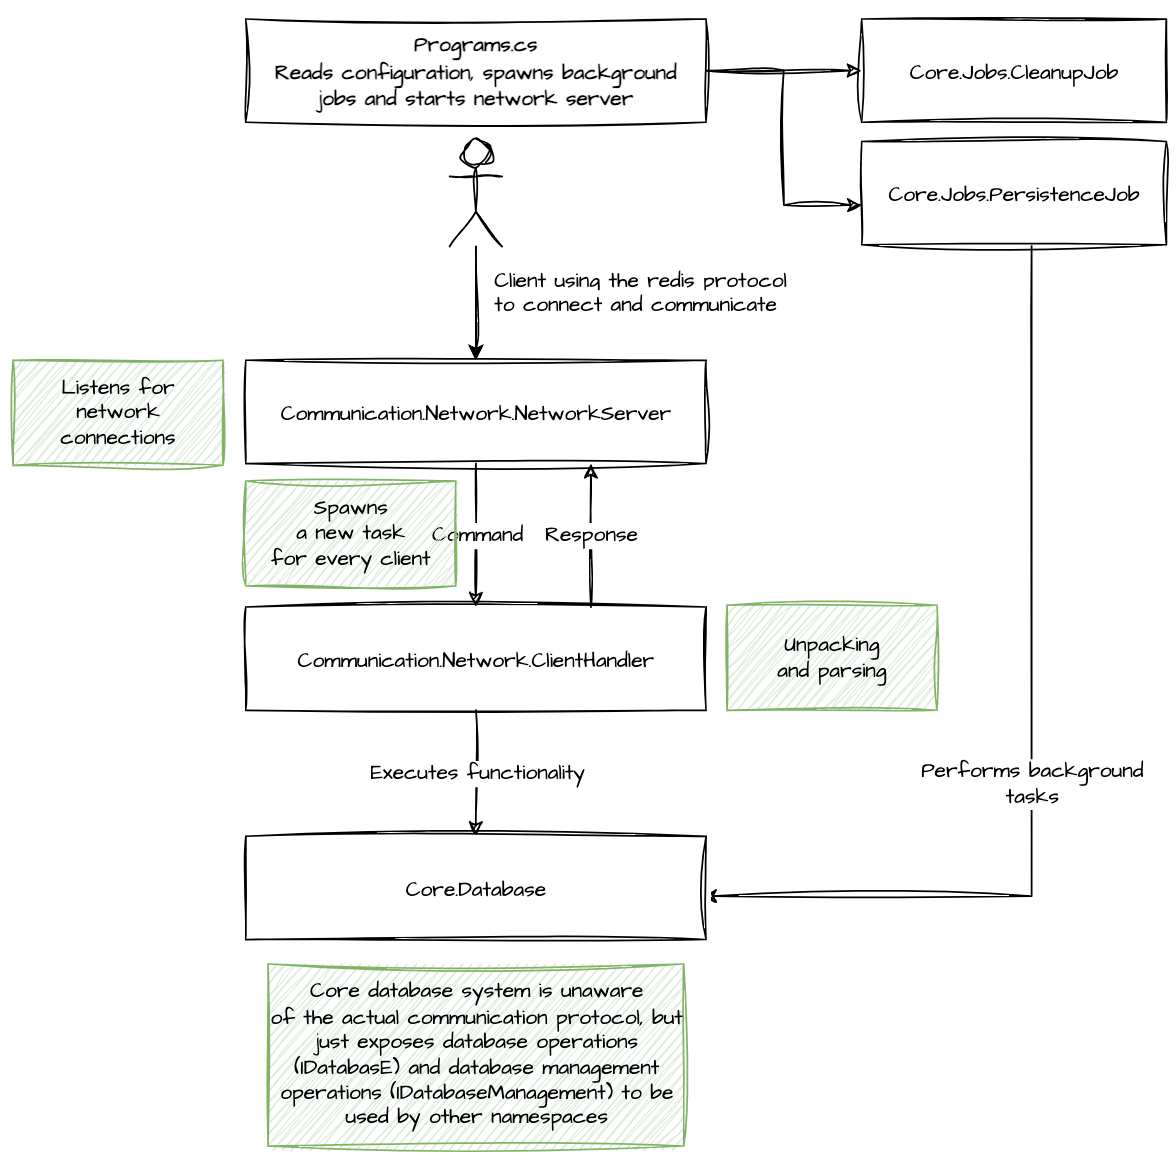 Programs.cs
Reads configuration, spawns background
jobs and starts network server
Core.Jobs.CleanupJob
Core.Jobs.PersistenceJob
Client using the redis protocol
to connect and communicate
Listens for
network
connections
Communication.Network.NetworkServer
Spawns
a new task
for every client
Command
Response
Communication.Network.ClientHandler
Unpacking
and parsing
Executes functionality
Performs background
tasks
Core.Database
Core database system is unaware
of the actual communication protocol, but
just exposes database operations
(IDatabasE) and database management
operations (IDatabaseManagement) to be
used by other namespaces